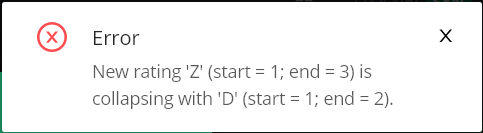 Error
New rating 'Z' (start = 1; end = 3) is
collapsing with 'D' (start = 1; end = 2).